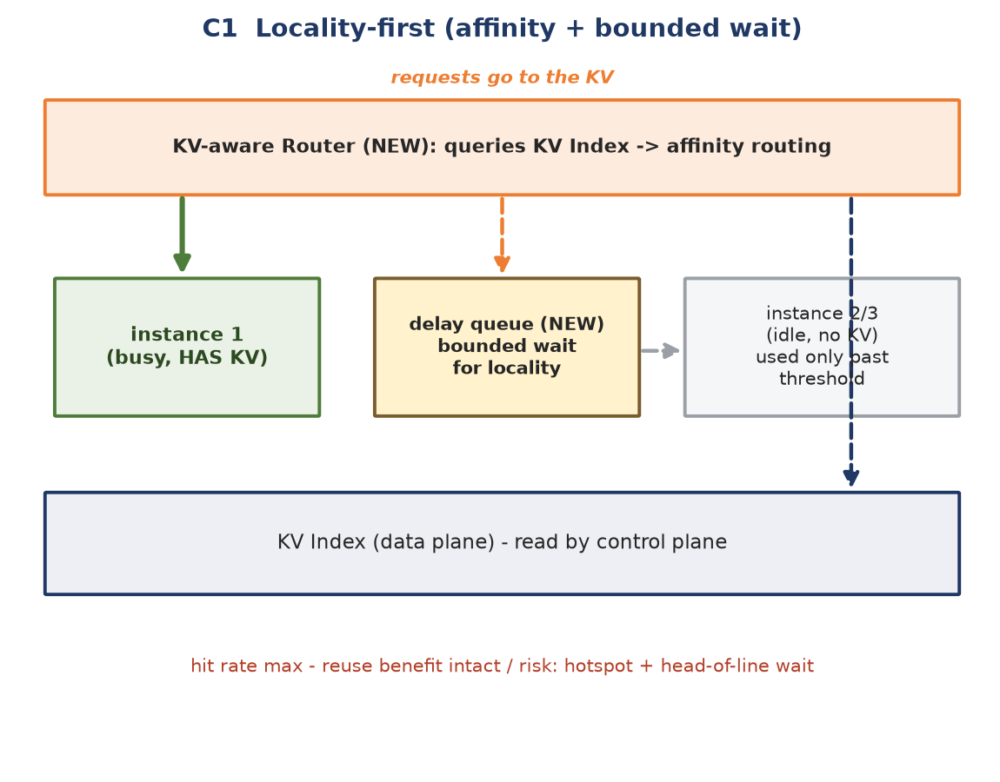 C1 Locality-first (affinity + bounded wait)
requests go to the KV
KV-aware Router (NEW): queries KV Index -> affinity routing
instance 1
(busy, HAS KV)
delay queue (NEW)
bounded wait
for locality
instance 2/3
(idle, no KV)
used only past
threshold
KV Index (data plane) - read by control plane
hit rate max - reuse benefit intact / risk: hotspot + head-of-line wait